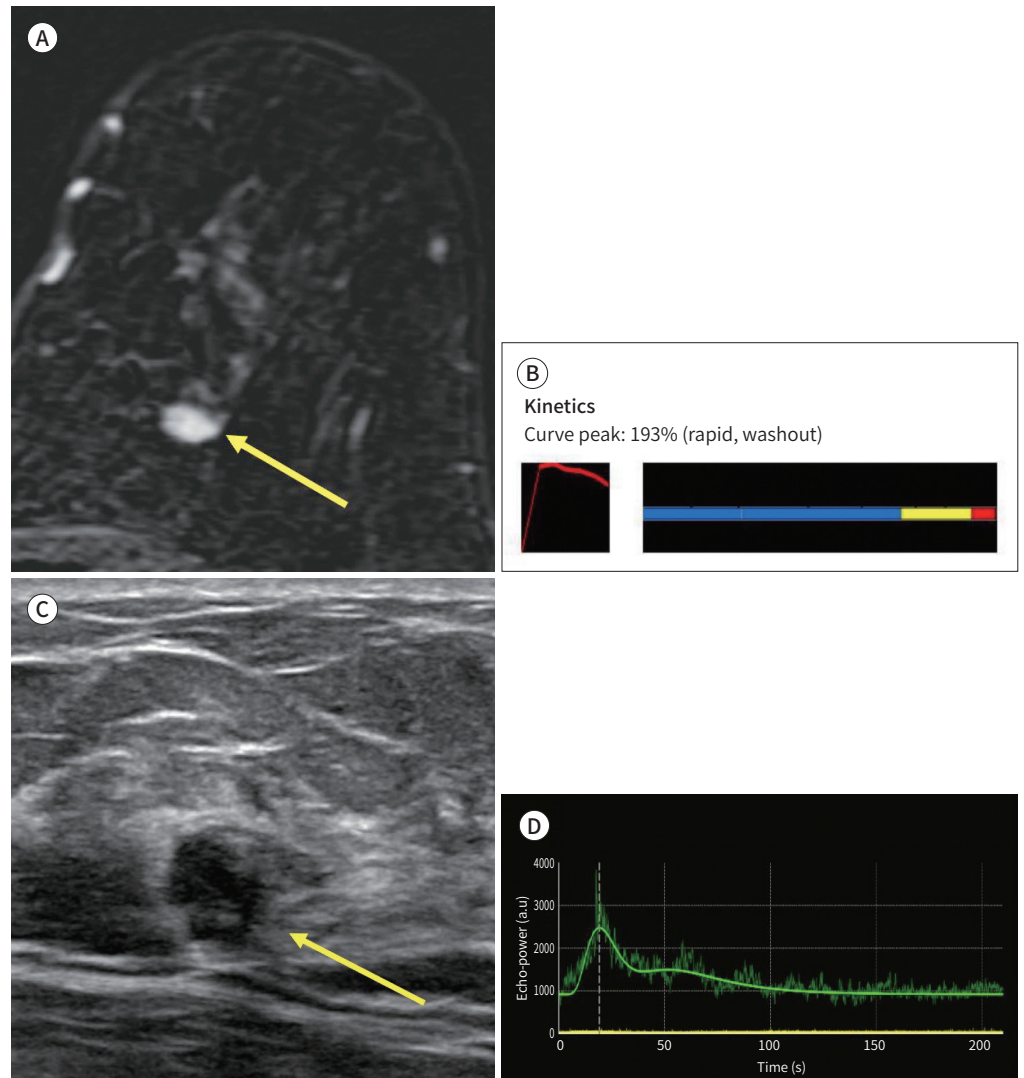 A
B
Kinetics
Curve peak: 193% (rapid, washout)
C
D
4000
3000
2000
1000
0
Echo-power (a.u)
0 50 100 150 200
Time (s)